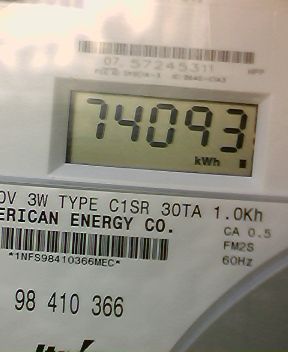 07 57245311
74093
kWh
0V 3W TYPE C1SR 30TA 1.0Kh
ERICAN ENERGY CO.
CA 0.5
FM2S
60Hz
*1NFS98410366MEC*
98 410 366